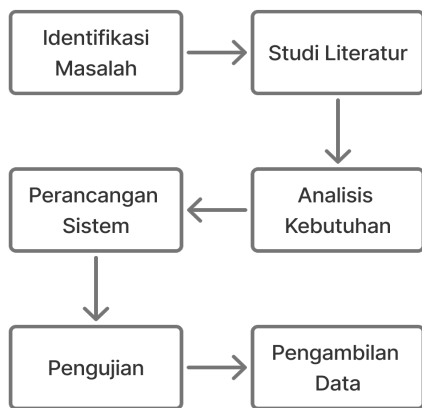 Identifikasi
Masalah
Studi Literatur
Analisis
Kebutuhan
Perancangan
Sistem
Pengujian
Pengambilan
Data